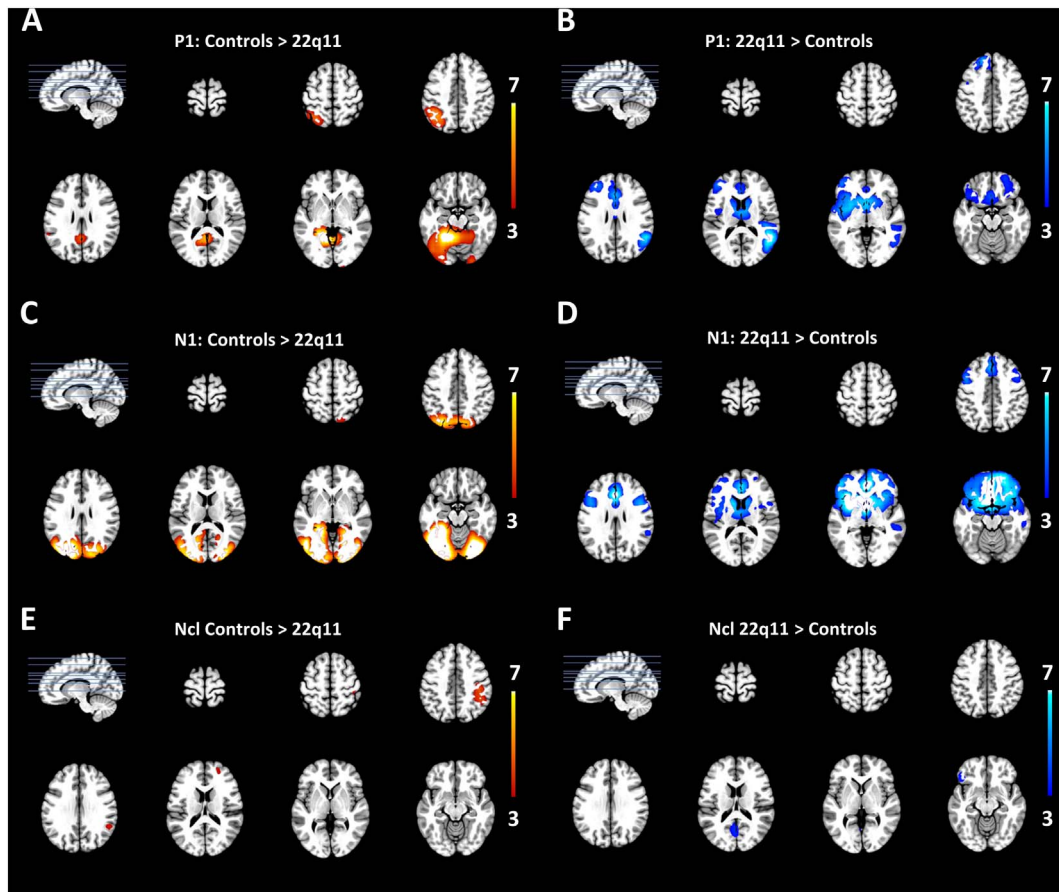 A
P1: Controls > 22q11
7
3
B
P1: 22q11 > Controls
7
3
C
N1: Controls > 22q11
7
3
D
N1: 22q11 > Controls
7
3
E
Ncl Controls > 22q11
7
3
F
Ncl 22q11 > Controls
7
3